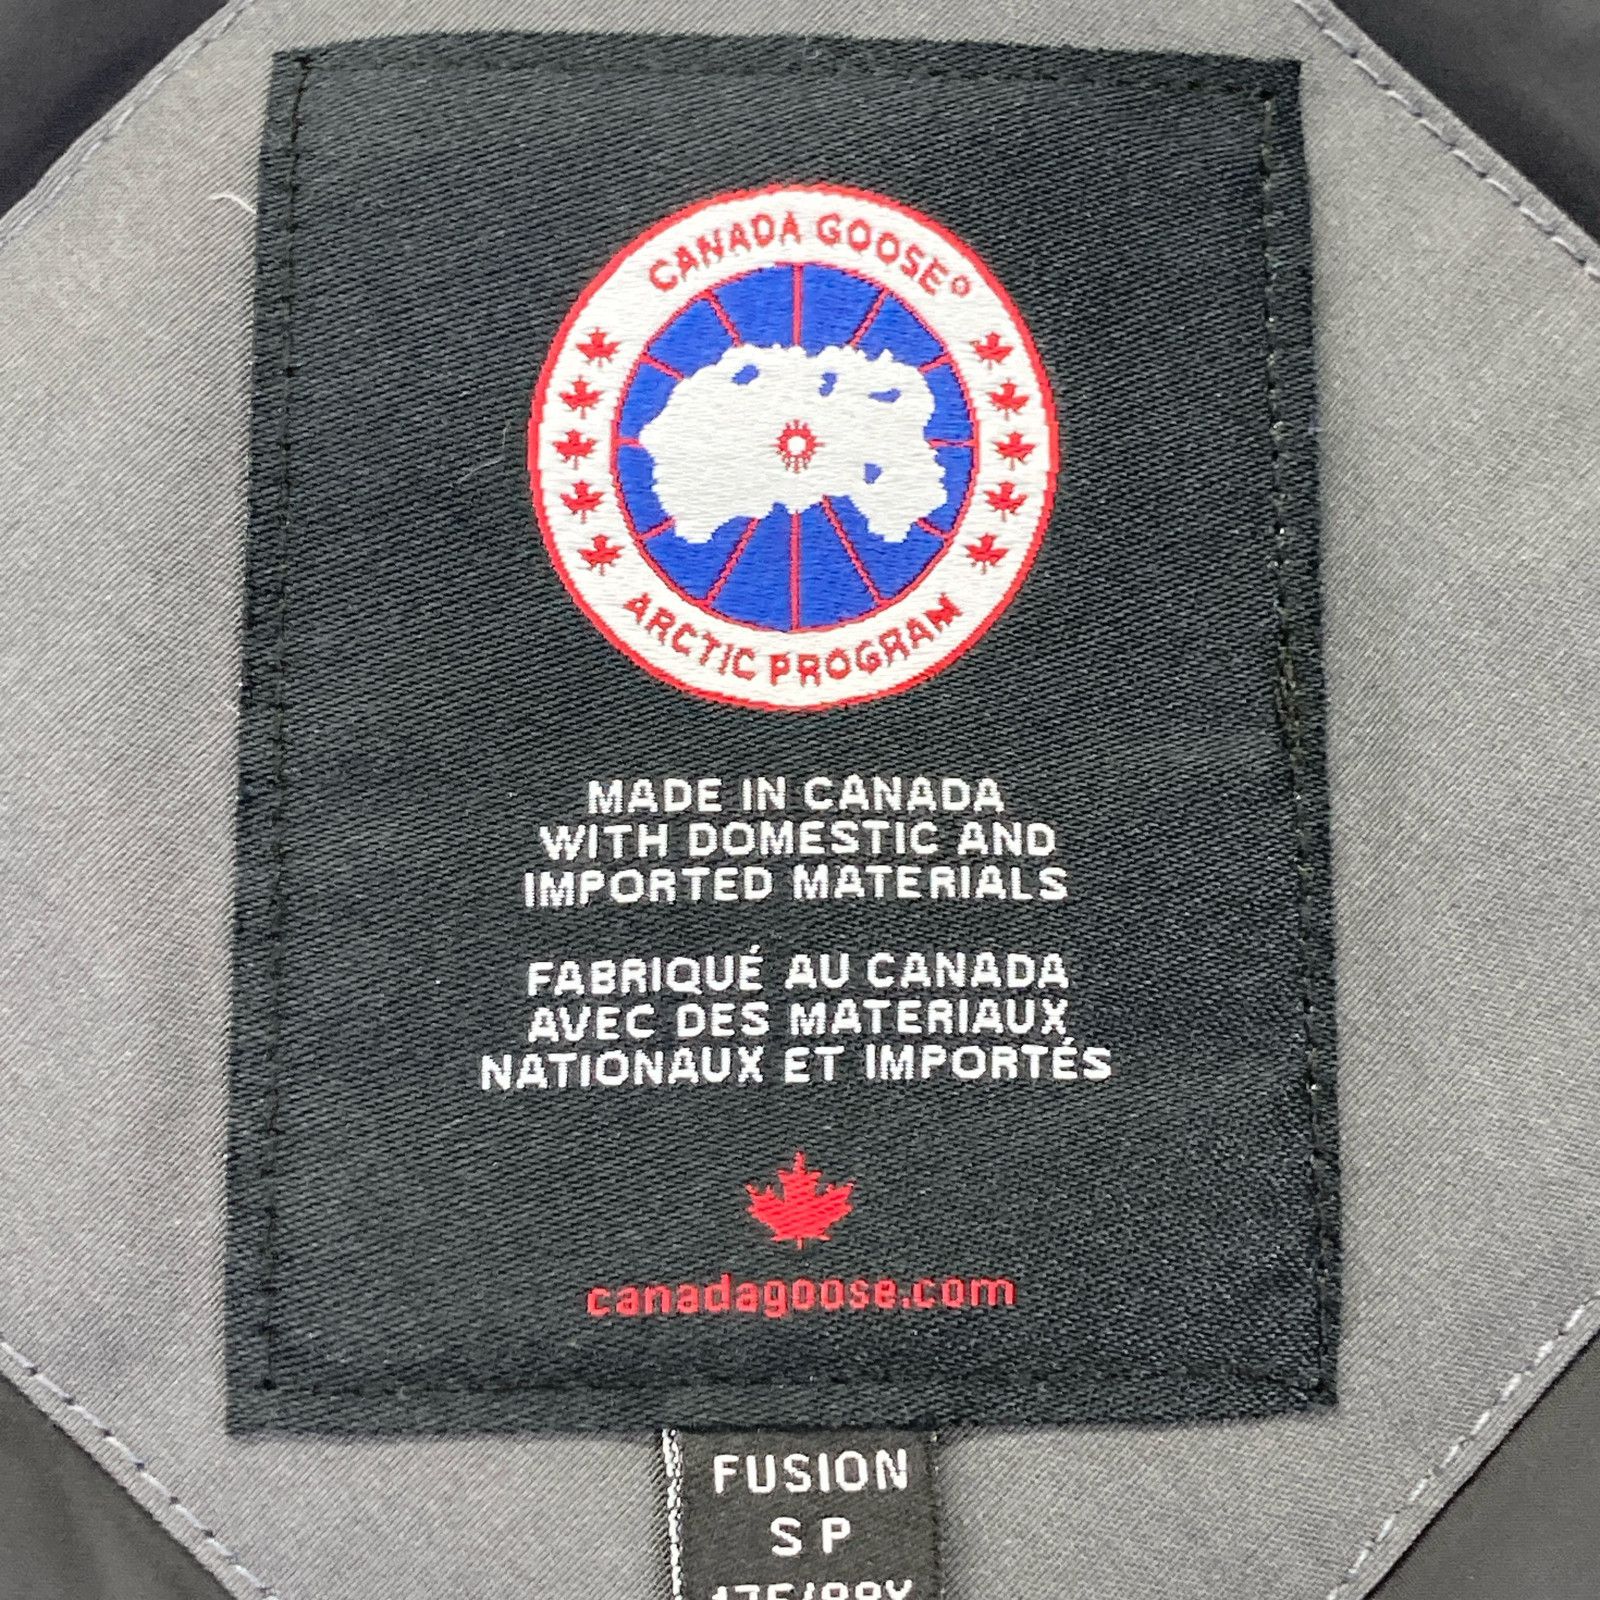 CANADA GOOSE
ARCTIC PROGRAM
MADE IN CANADA
WITH DOMESTIC AND
IMPORTED MATERIALS
FABRIQUÉ AU CANADA
AVEC DES MATERIAUX
NATIONAUX ET IMPORTÉS
canadagoose.com
FUSION
S P